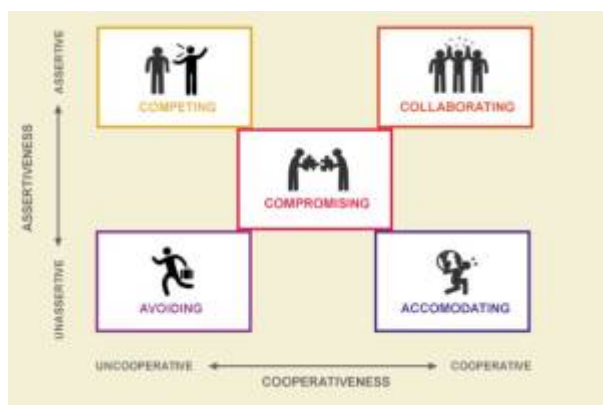 ASSERTIVE
COMPETING
COLLABORATING
ASSERTIVENESS
COMPROMISING
UNASSERTIVE
AVOIDING
ACCOMODATING
UNCOOPERATIVE
COOPERATIVE
COOPERATIVENESS